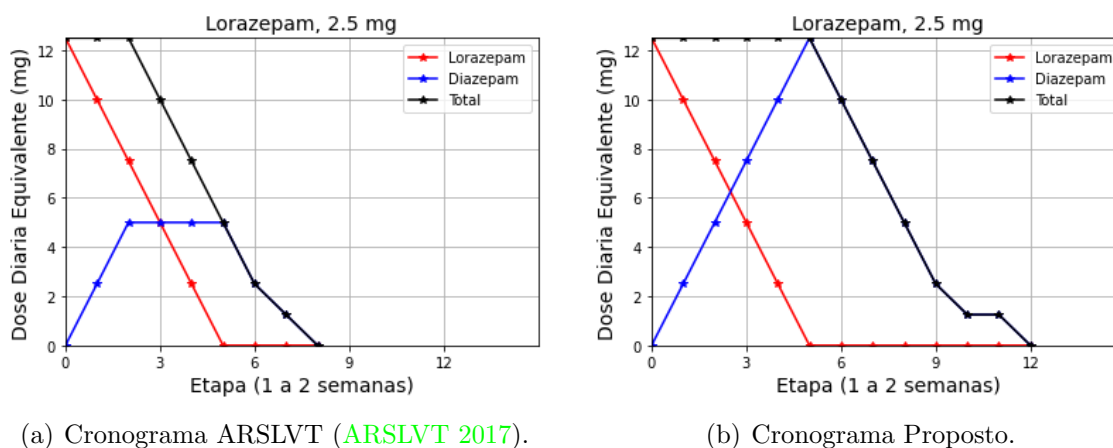 Lorazepam, 2.5 mg
Dose Diaria Equivalente (mg)
12
10
8
6
4
2
0
Lorazepam
Diazepam
Total
0 3 6 9 12
Etapa (1 a 2 semanas)
(a) Cronograma ARSLVT (ARSLVT 2017).
Lorazepam, 2.5 mg
Dose Diaria Equivalente (mg)
12
10
8
6
4
2
0
Lorazepam
Diazepam
Total
0 3 6 9 12
Etapa (1 a 2 semanas)
(b) Cronograma Proposto.